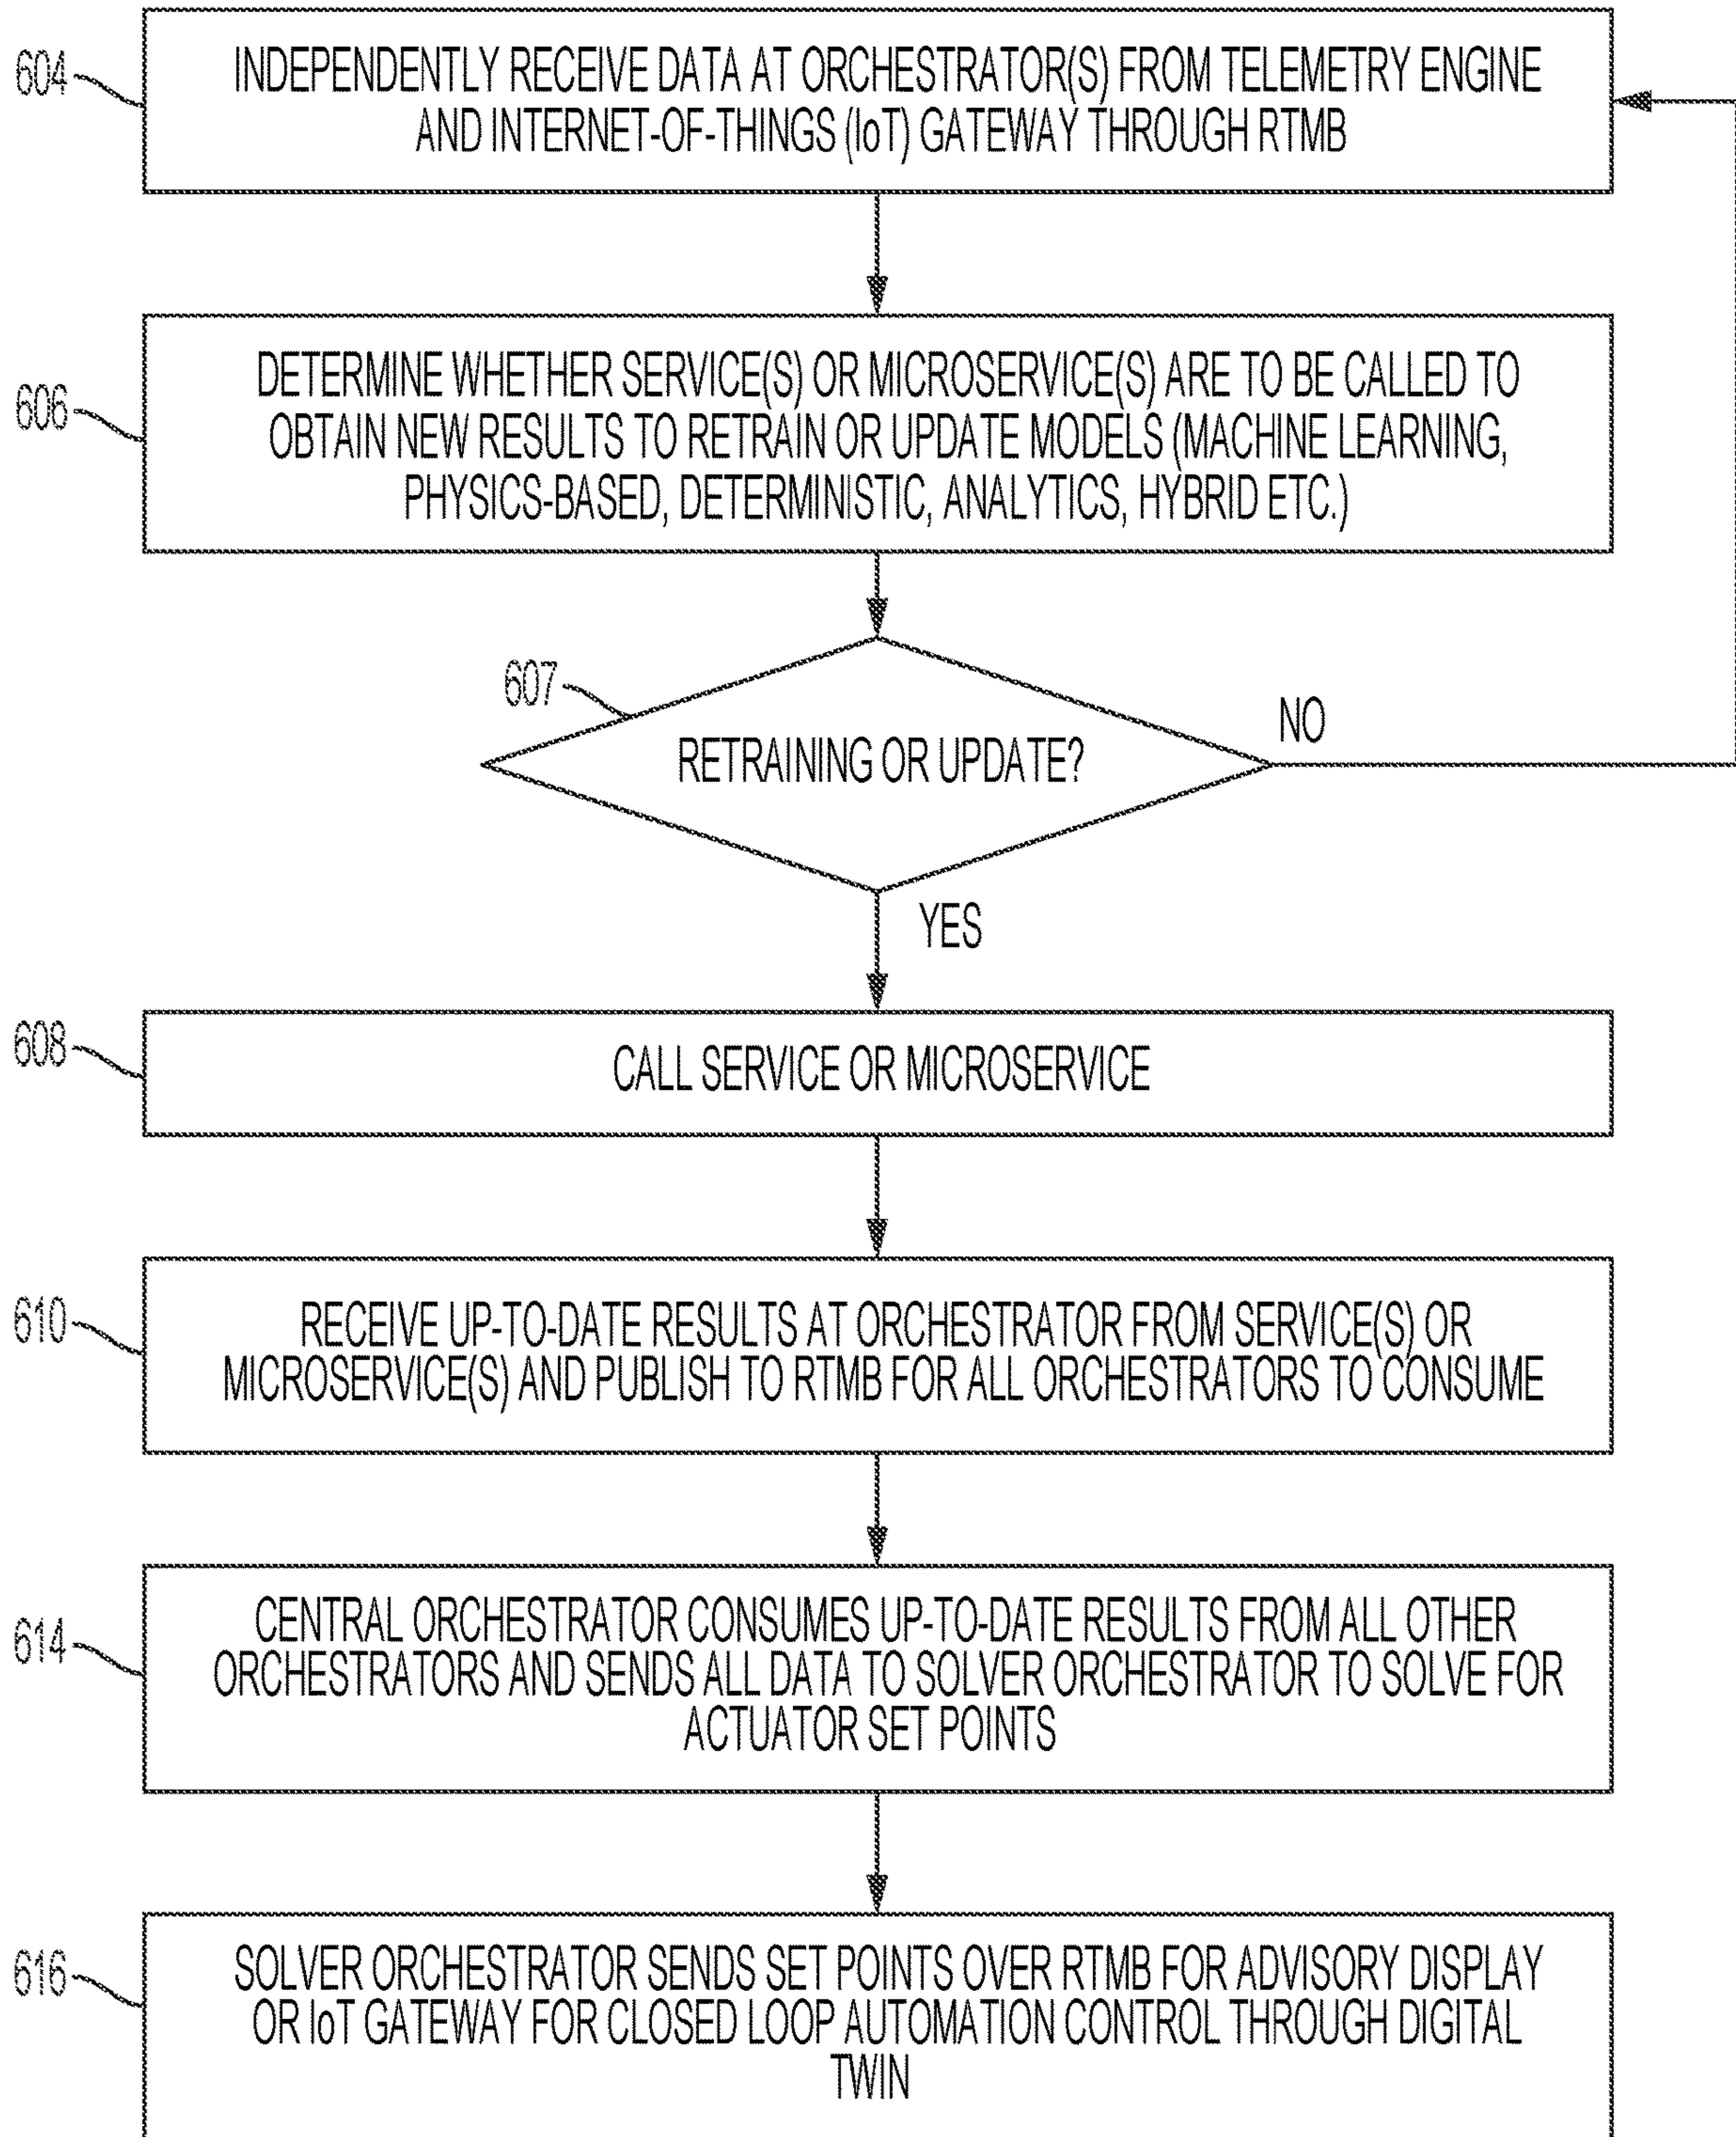 604
INDEPENDENTLY RECEIVE DATA AT ORCHESTRATOR(S) FROM TELEMETRY ENGINE
AND INTERNET-OF-THINGS (IoT) GATEWAY THROUGH RTMB
606
DETERMINE WHETHER SERVICE(S) OR MICROSERVICE(S) ARE TO BE CALLED TO
OBTAIN NEW RESULTS TO RETRAIN OR UPDATE MODELS (MACHINE LEARNING,
PHYSICS-BASED, DETERMINISTIC, ANALYTICS, HYBRID ETC.)
607
RETRAINING OR UPDATE?
NO
YES
608
CALL SERVICE OR MICROSERVICE
610
RECEIVE UP-TO-DATE RESULTS AT ORCHESTRATOR FROM SERVICE(S) OR
MICROSERVICE(S) AND PUBLISH TO RTMB FOR ALL ORCHESTRATORS TO CONSUME
614
CENTRAL ORCHESTRATOR CONSUMES UP-TO-DATE RESULTS FROM ALL OTHER
ORCHESTRATORS AND SENDS ALL DATA TO SOLVER ORCHESTRATOR TO SOLVE FOR
ACTUATOR SET POINTS
616
SOLVER ORCHESTRATOR SENDS SET POINTS OVER RTMB FOR ADVISORY DISPLAY
OR IoT GATEWAY FOR CLOSED LOOP AUTOMATION CONTROL THROUGH DIGITAL
TWIN